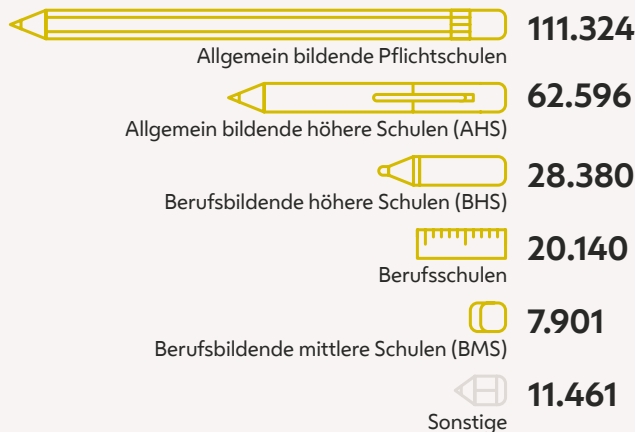 111.324
Allgemein bildende Pflichtschulen
62.596
Allgemein bildende höhere Schulen (AHS)
28.380
Berufsbildende höhere Schulen (BHS)
20.140
Berufsschulen
7.901
Berufsbildende mittlere Schulen (BMS)
11.461
Sonstige